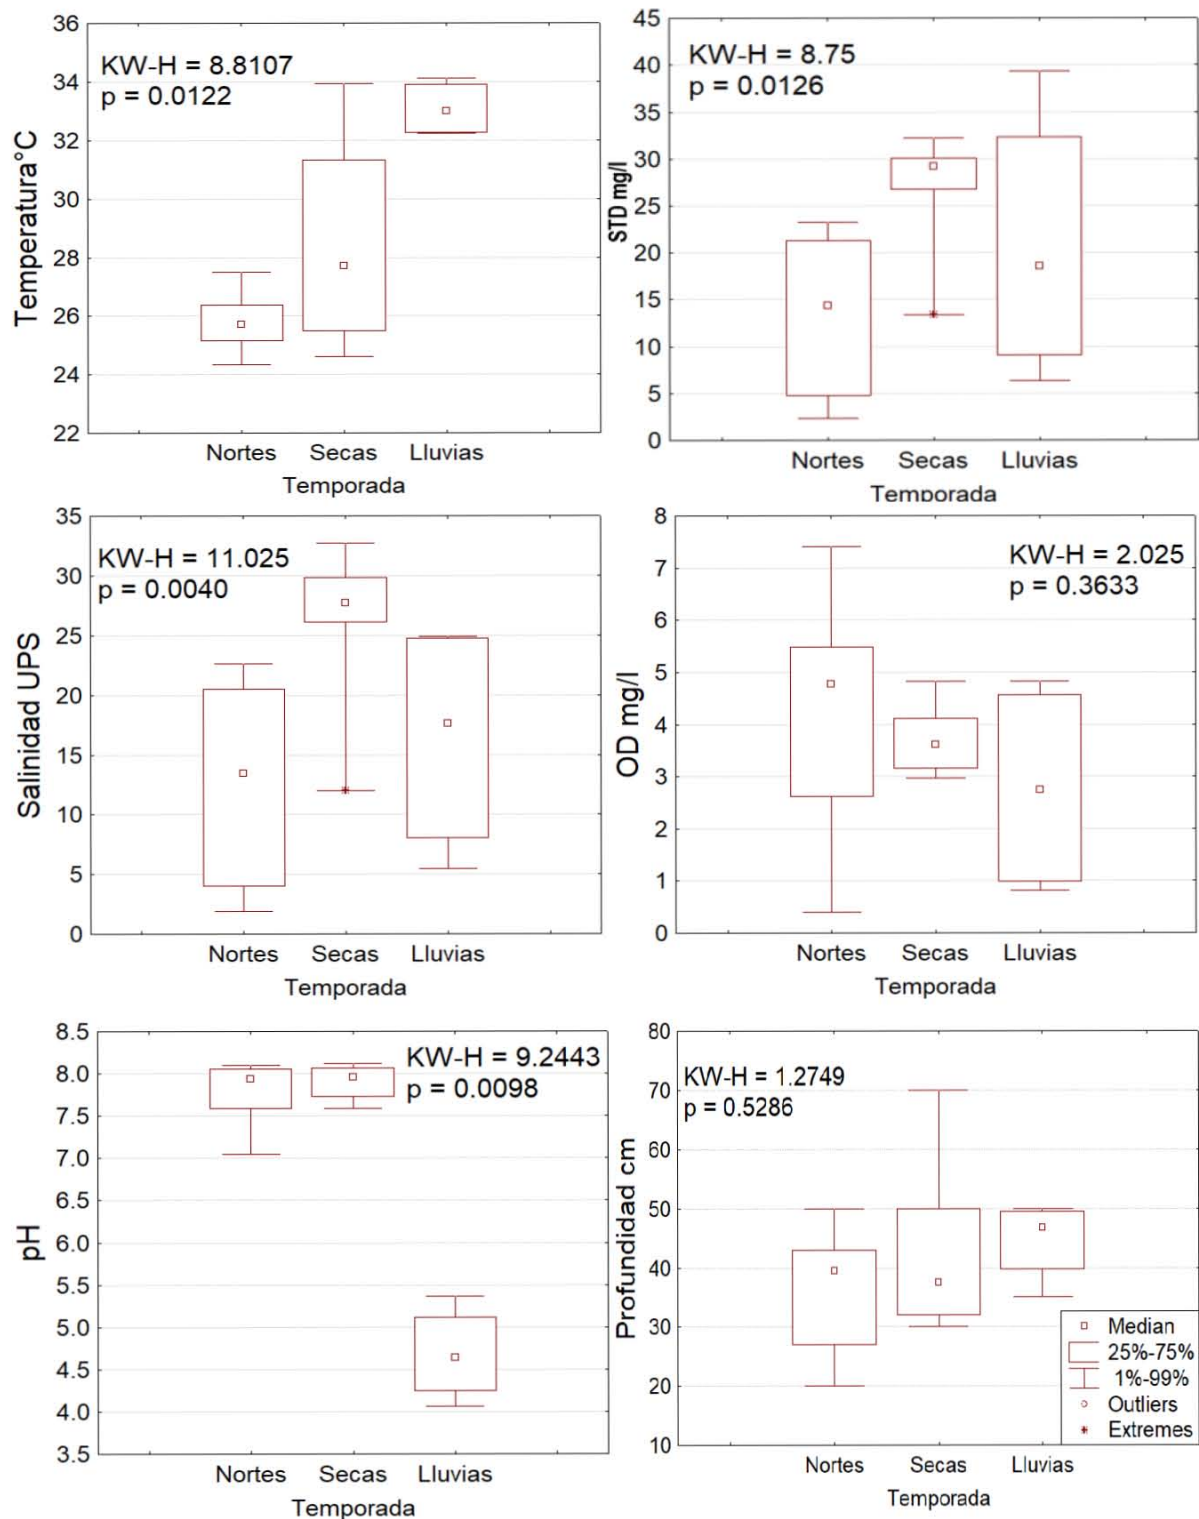 36
34
32
30
28
26
24
22
Temperatura°C
KW-H = 8.8107
p = 0.0122
Nortes Secas Lluvias
Temporada
45
40
35
30
25
20
15
10
5
0
STD mg/l
KW-H = 8.75
p = 0.0126
Nortes Secas Lluvias
Temporada
35
30
25
20
15
10
5
0
Salinidad UPS
KW-H = 11.025
p = 0.0040
Nortes Secas Lluvias
Temporada
8
7
6
5
4
3
2
1
0
OD mg/l
KW-H = 2.025
p = 0.3633
Nortes Secas Lluvias
Temporada
8.5
8.0
7.5
7.0
6.5
6.0
5.5
5.0
4.5
4.0
3.5
pH
KW-H = 9.2443
p = 0.0098
Nortes Secas Lluvias
Temporada
80
70
60
50
40
30
20
10
Profundidad cm
KW-H = 1.2749
p = 0.5286
Nortes Secas Lluvias
Temporada
Median
25%-75%
1%-99%
Outliers
Extremes